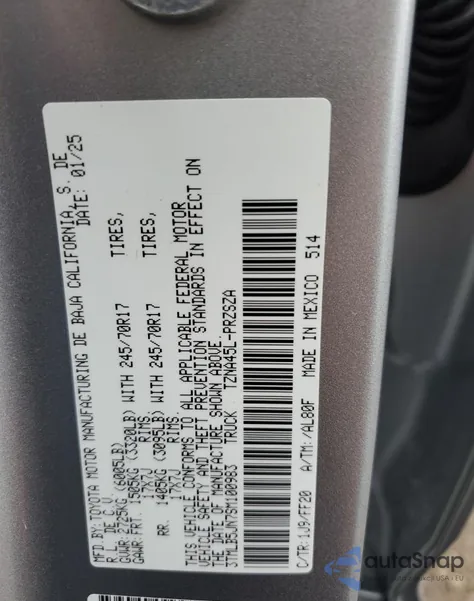 MFD.BY:TOYOTA MOTOR MANUFACTURING DE BAJA CALIFORNIA, S. DE
R.L. DE C.V. DATE: 01/25
GVWR: 2725KG (6005LB)
GAWR:FRT. 1505KG (3320LB) WITH 245/70R17 TIRES,
17X7J RIMS.
RR. 1405KG (3095LB) WITH 245/70R17 TIRES,
17X7J RIMS.
THIS VEHICLE CONFORMS TO ALL APPLICABLE FEDERAL MOTOR
VEHICLE SAFETY AND THEFT PREVENTION STANDARDS IN EFFECT ON
THE DATE OF MANUFACTURE SHOWN ABOVE.
3TMLB5JN7SM100983 TRUCK TZNA45L-PRZSZA
C/TR:1J9/FF20 A/TM:/AL80F MADE IN MEXICO 514
autoSnap